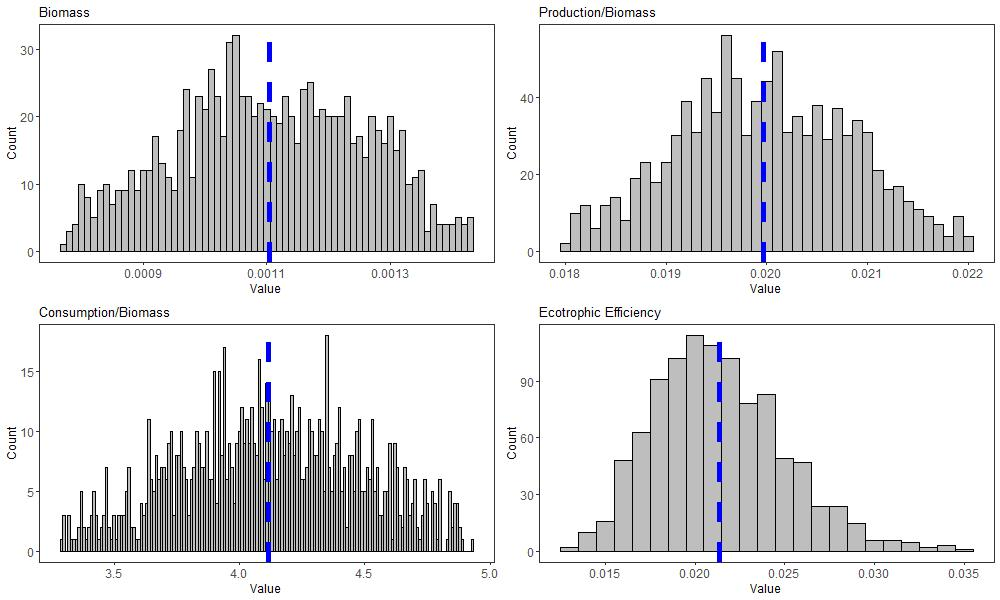 Biomass
Production/Biomass
Count
30
20
10
0
0.0009
0.0011
0.0013
Value
Count
40
20
0
0.018
0.019
0.020
0.021
0.022
Value
Consumption/Biomass
Ecotrophic Efficiency
Count
15
10
5
0
3.5
4.0
4.5
5.0
Value
Count
90
60
30
0
0.015
0.020
0.025
0.030
0.035
Value